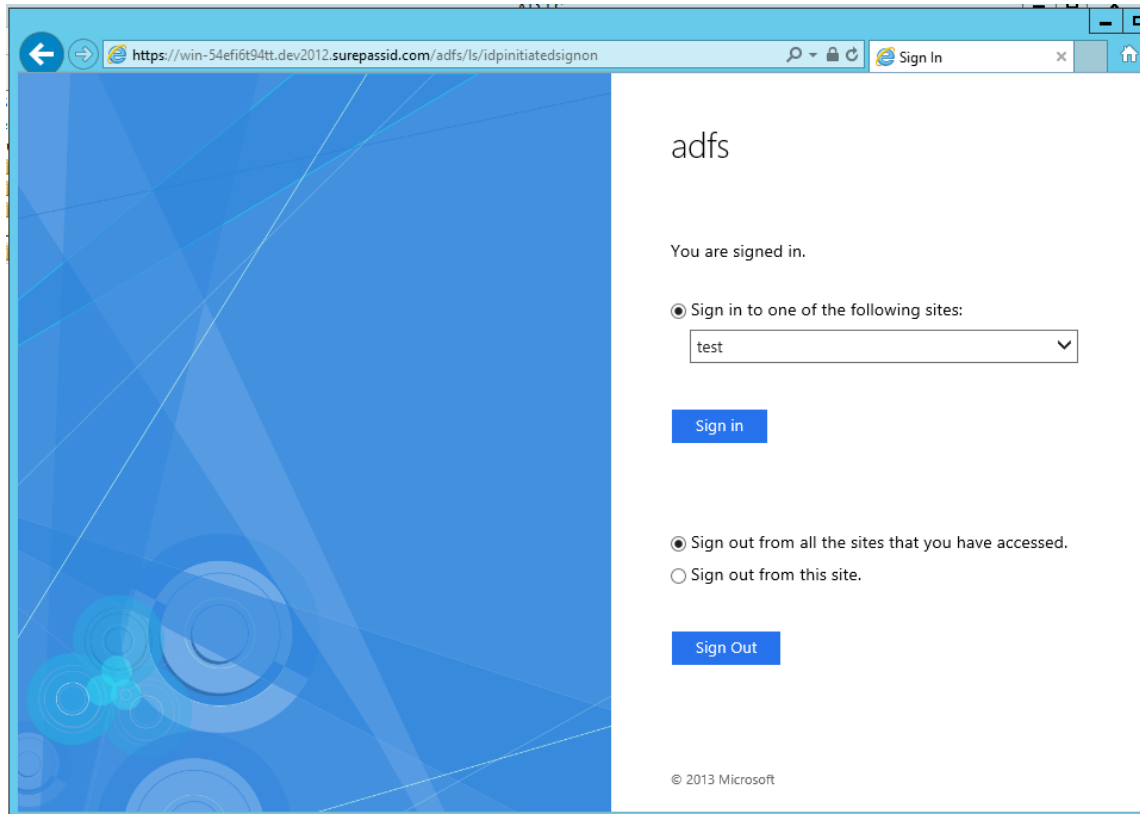 https://win-54efi6t94tt.dev2012.surepassid.com/adfs/ls/idpinitiatedsignon
Sign In
adfs
You are signed in.
Sign in to one of the following sites:
test
Sign in
Sign out from all the sites that you have accessed.
Sign out from this site.
Sign Out
© 2013 Microsoft